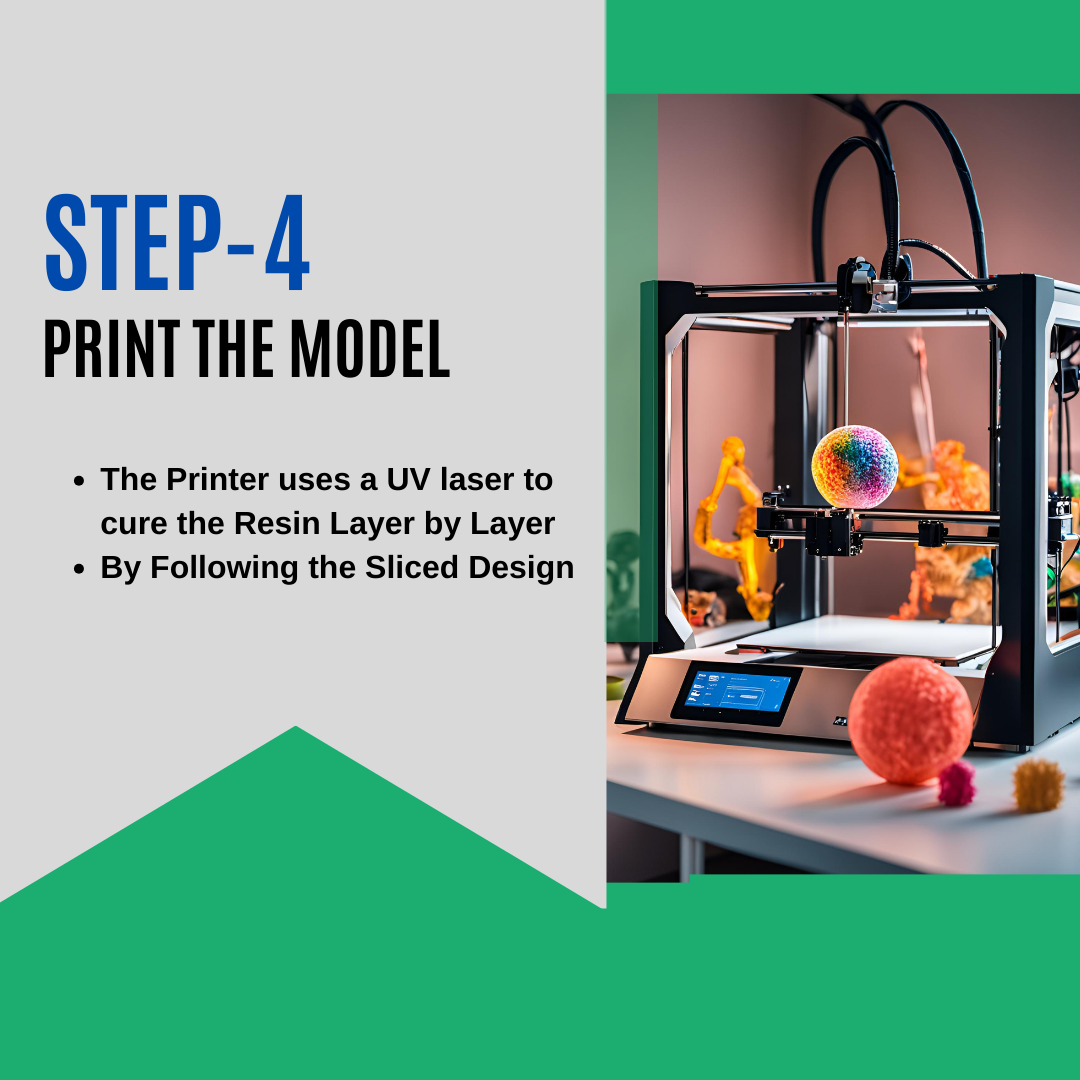 STEP-4
PRINT THE MODEL
• The Printer uses a UV laser to
cure the Resin Layer by Layer
• By Following the Sliced Design